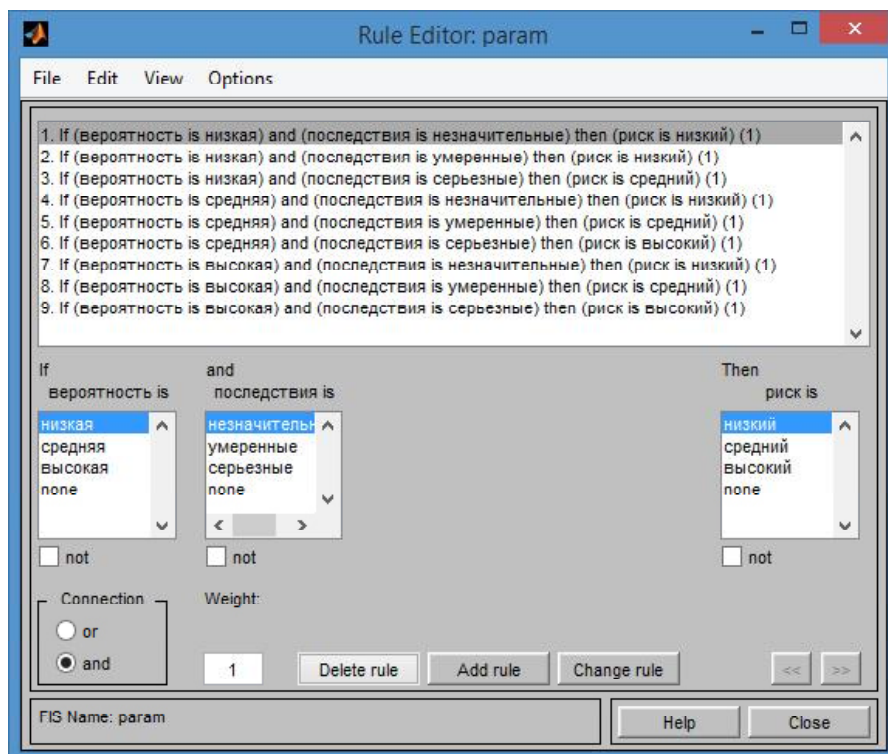 Rule Editor: param
File Edit View Options
1. If (вероятность is низкая) and (последствия is незначительные) then (риск is низкий) (1)
2. If (вероятность is низкая) and (последствия is умеренные) then (риск is низкий) (1)
3. If (вероятность is низкая) and (последствия is серьезные) then (риск is средний) (1)
4. If (вероятность is средняя) and (последствия is незначительные) then (риск is низкий) (1)
5. If (вероятность is средняя) and (последствия is умеренные) then (риск is средний) (1)
6. If (вероятность is средняя) and (последствия is серьезные) then (риск is высокий) (1)
7. If (вероятность is высокая) and (последствия is незначительные) then (риск is низкий) (1)
8. If (вероятность is высокая) and (последствия is умеренные) then (риск is средний) (1)
9. If (вероятность is высокая) and (последствия is серьезные) then (риск is высокий) (1)
If and Then
вероятность is последствия is риск is
низкая незначительн низкий
средняя умеренные средний
высокая серьезные высокий
none none none
not not not
Connection Weight:
or
and 1 Delete rule Add rule Change rule << >>
FIS Name: param Help Close